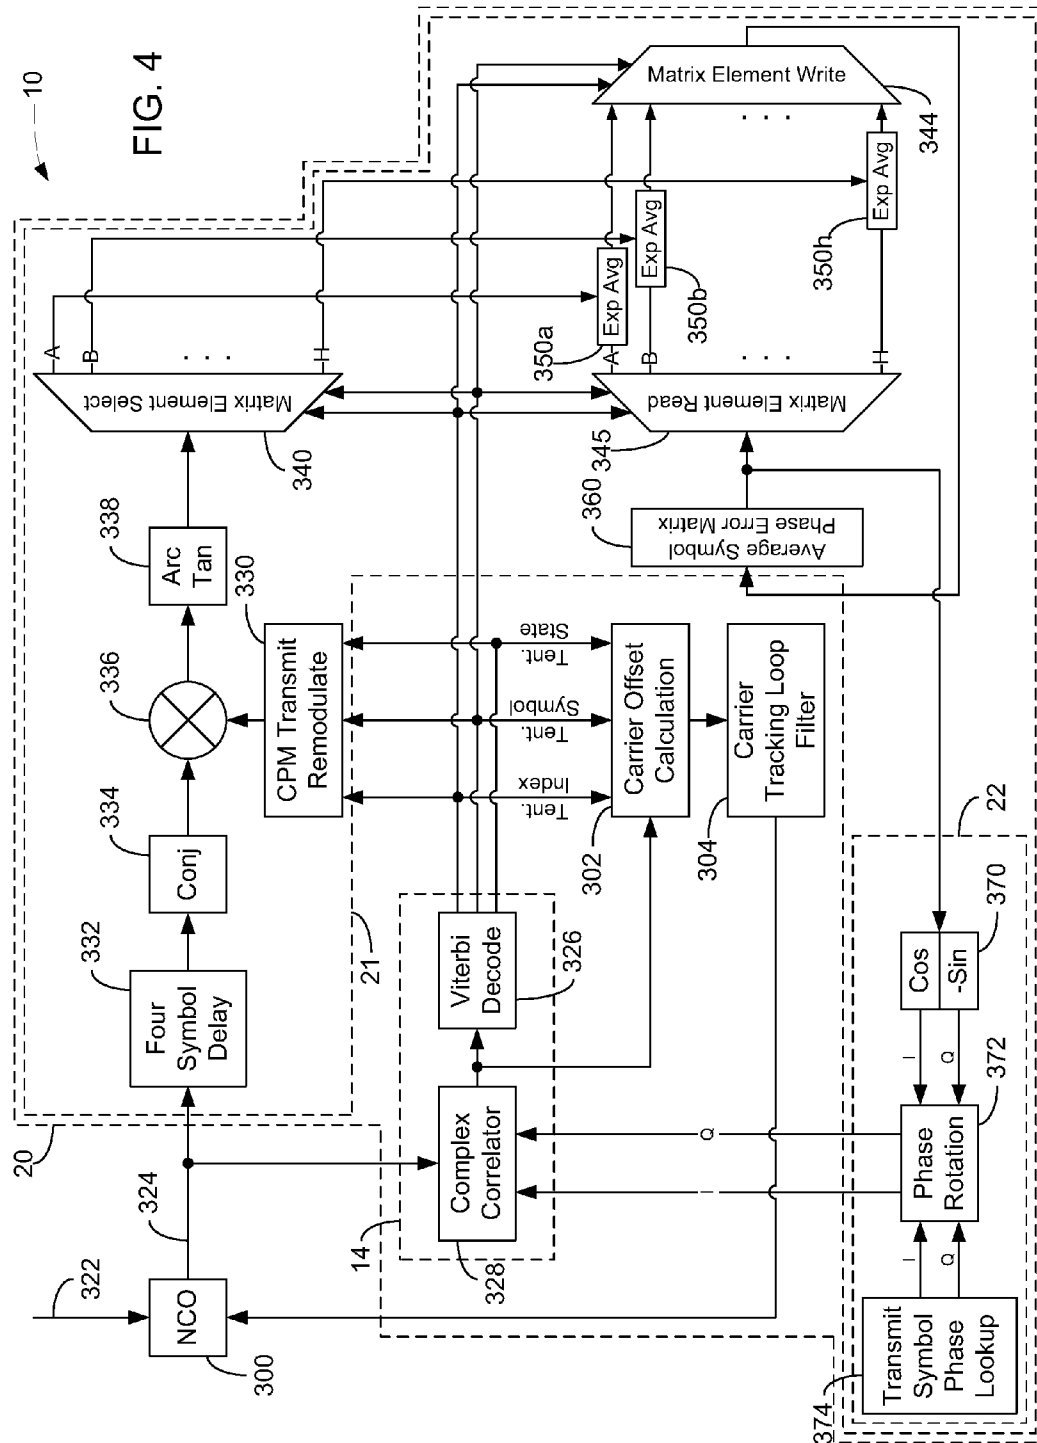 FIG. 4
10
20
322
NCO
300
324
332
Four
Symbol
Delay
334
Conj
336
338
Arc
Tan
330
CPM Transmit
Remodulate
21
340
Matrix Element Select
A
B
. . .
H
14
Complex
Correlator
328
Viterbi
Decode
326
Tent.
Index
Tent.
Symbol
Tent.
State
302
Carrier Offset
Calculation
304
Carrier
Tracking Loop
Filter
360
Average Symbol
Phase Error Matrix
345
Matrix Element Read
A
B
. . .
H
350a
Exp Avg
350b
Exp Avg
350h
Exp Avg
Matrix Element Write
. . .
344
22
374
Transmit
Symbol
Phase
Lookup
I
Q
Phase
Rotation
372
I
Q
Cos
-Sin
370
I
Q